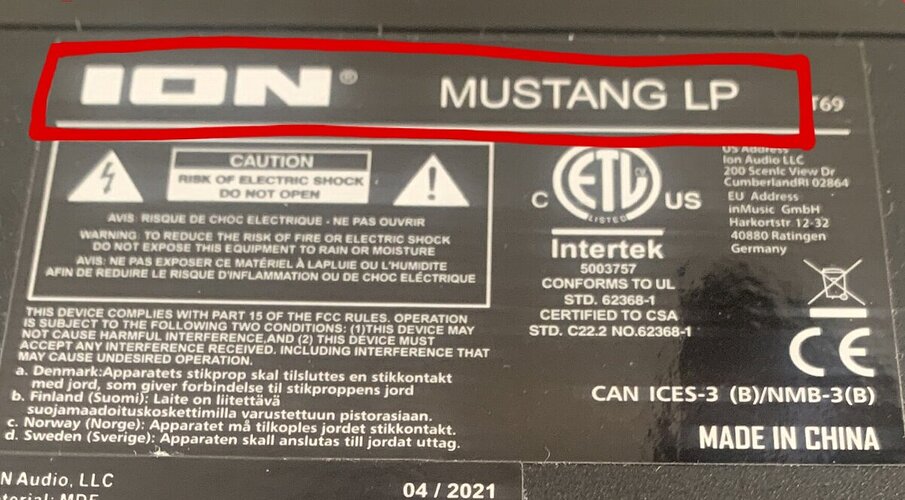 ION® MUSTANG LP T69
CAUTION
RISK OF ELECTRIC SHOCK
DO NOT OPEN
AVIS: RISQUE DE CHOC ELECTRIQUE - NE PAS OUVRIR
WARNING: TO REDUCE THE RISK OF FIRE OR ELECTRIC SHOCK
DO NOT EXPOSE THIS EQUIPMENT TO RAIN OR MOISTURE
AVIS: NE PAS EXPOSER CE MATÉRIEL À LAPLUIE OU L'HUMIDITE
AFIN DE REDUIRE LE RISQUE D'INFLAMMATION OU DE CHOC ÉLECTRIQUE
C ETL CM US
LISTED
Intertek
5003757
CONFORMS TO UL
STD. 62368-1
CERTIFIED TO CSA
STD. C22.2 NO.62368-1
US Address
Ion Audio LLC
200 Scenic View Dr
CumberlandRI 02864
EU Address
inMusic GmbH
Harkortstr. 12-32
40880 Ratingen
Germany
THIS DEVICE COMPLIES WITH PART 15 OF THE FCC RULES. OPERATION
IS SUBJECT TO THE FOLLOWING TWO CONDITIONS: (1)THIS DEVICE MAY
NOT CAUSE HARMFUL INTERFERENCE,AND (2) THIS DEVICE MUST
ACCEPT ANY INTERFERENCE RECEIVED. INCLUDING INTERFERENCE THAT
MAY CAUSE UNDESIRED OPERATION.
a. Denmark:Apparatets stikprop skal tilsluttes en stikkontakt
med jord, som giver forbindelse til stikproppens jord
b. Finland (Suomi): Laite on liitettävä
suojamaadoituskoskettimilla varustettuun pistorasiaan.
c. Norway (Norge): Apparatet må tilkoples jordet stikkontakt.
d. Sweden (Sverige): Apparaten skall anslutas till jordat uttag.
CE
CAN ICES-3 (B)/NMB-3(B)
MADE IN CHINA
N Audio, LLC
04 / 2021